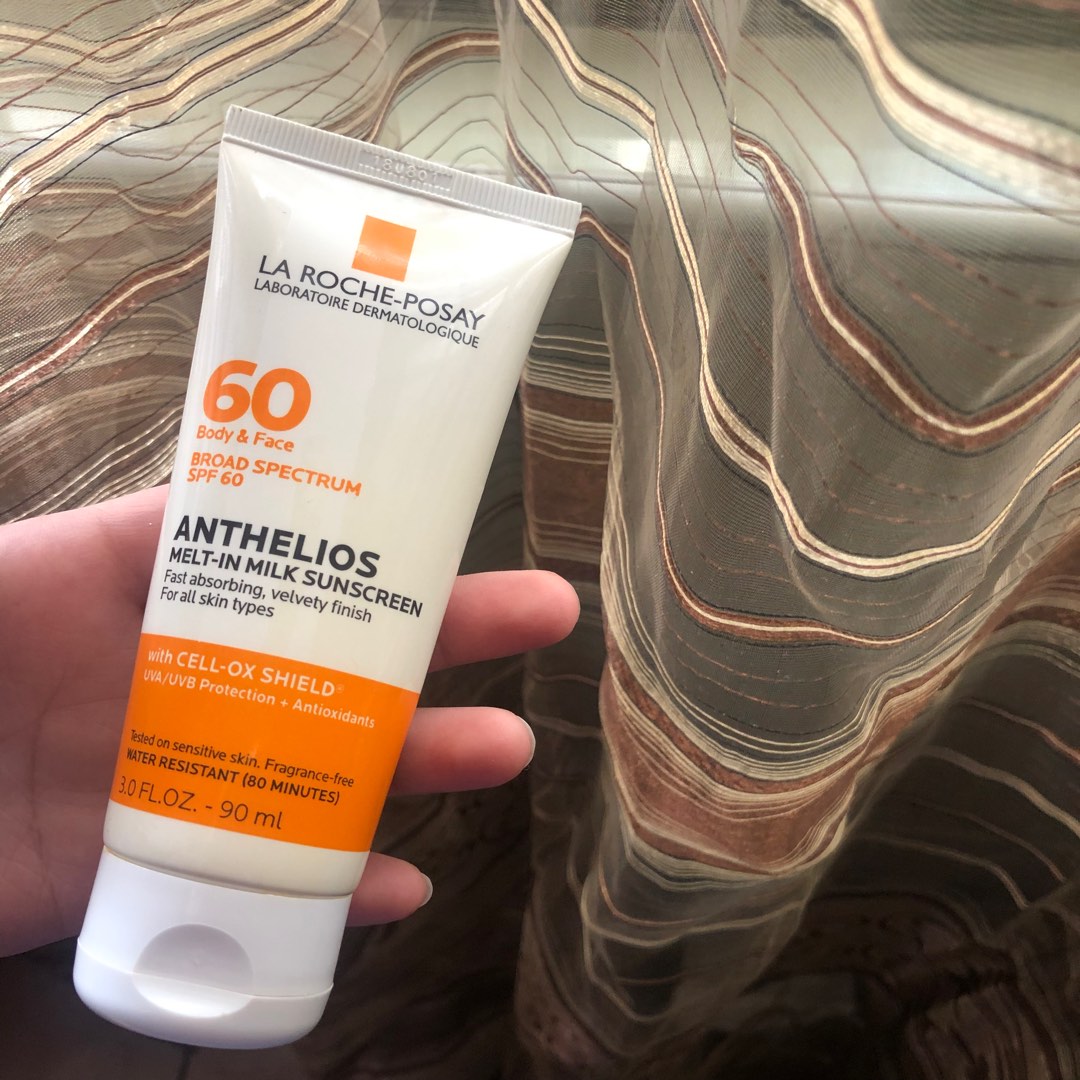 LA ROCHE-POSAY
LABORATOIRE DERMATOLOGIQUE
60
Body & Face
BROAD SPECTRUM
SPF 60
ANTHELIOS
MELT-IN MILK SUNSCREEN
Fast absorbing, velvety finish
For all skin types
with CELL-OX SHIELD®
UVA/UVB Protection + Antioxidants
Tested on sensitive skin. Fragrance-free
WATER RESISTANT (80 MINUTES)
3.0 FL.OZ. - 90 ml